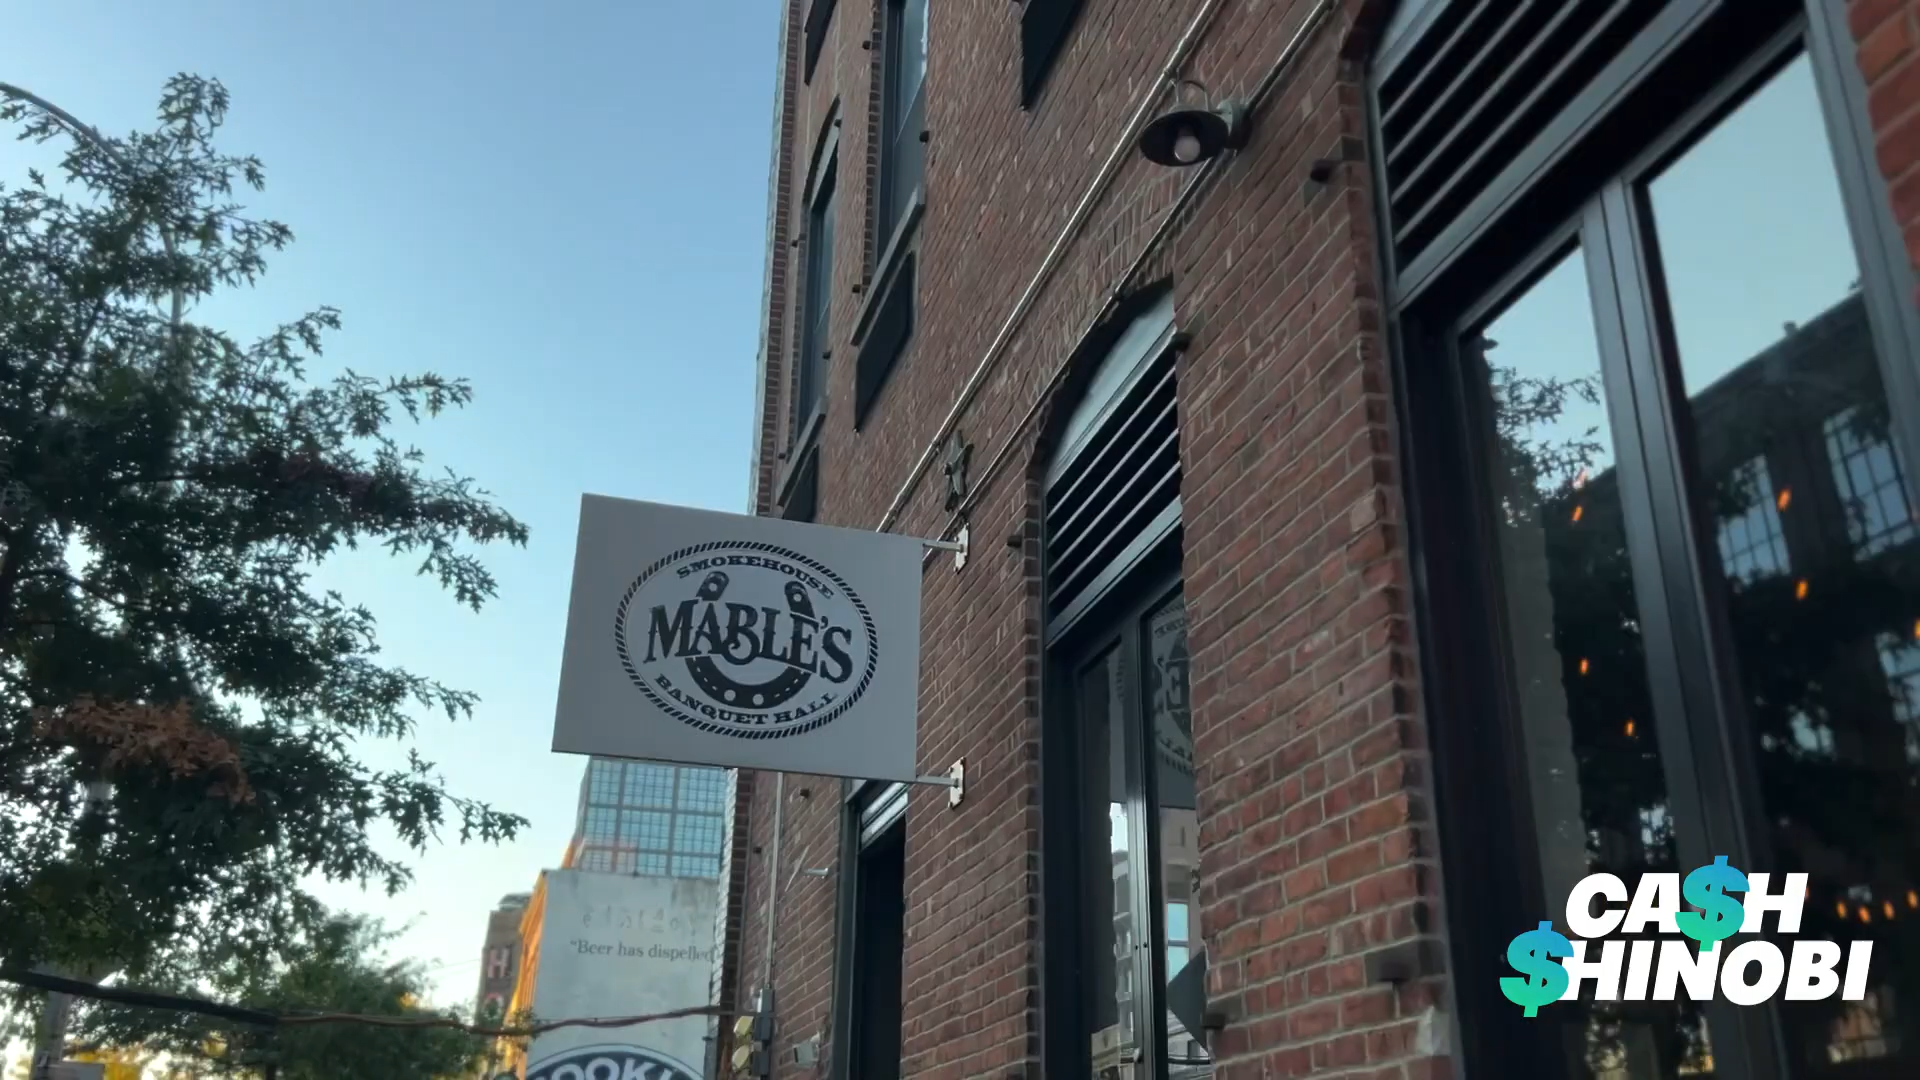 SMOKEHOUSE
MABLE'S
BANQUET HALL
"Beer has dispelled
H
CA$H
$HINOBI